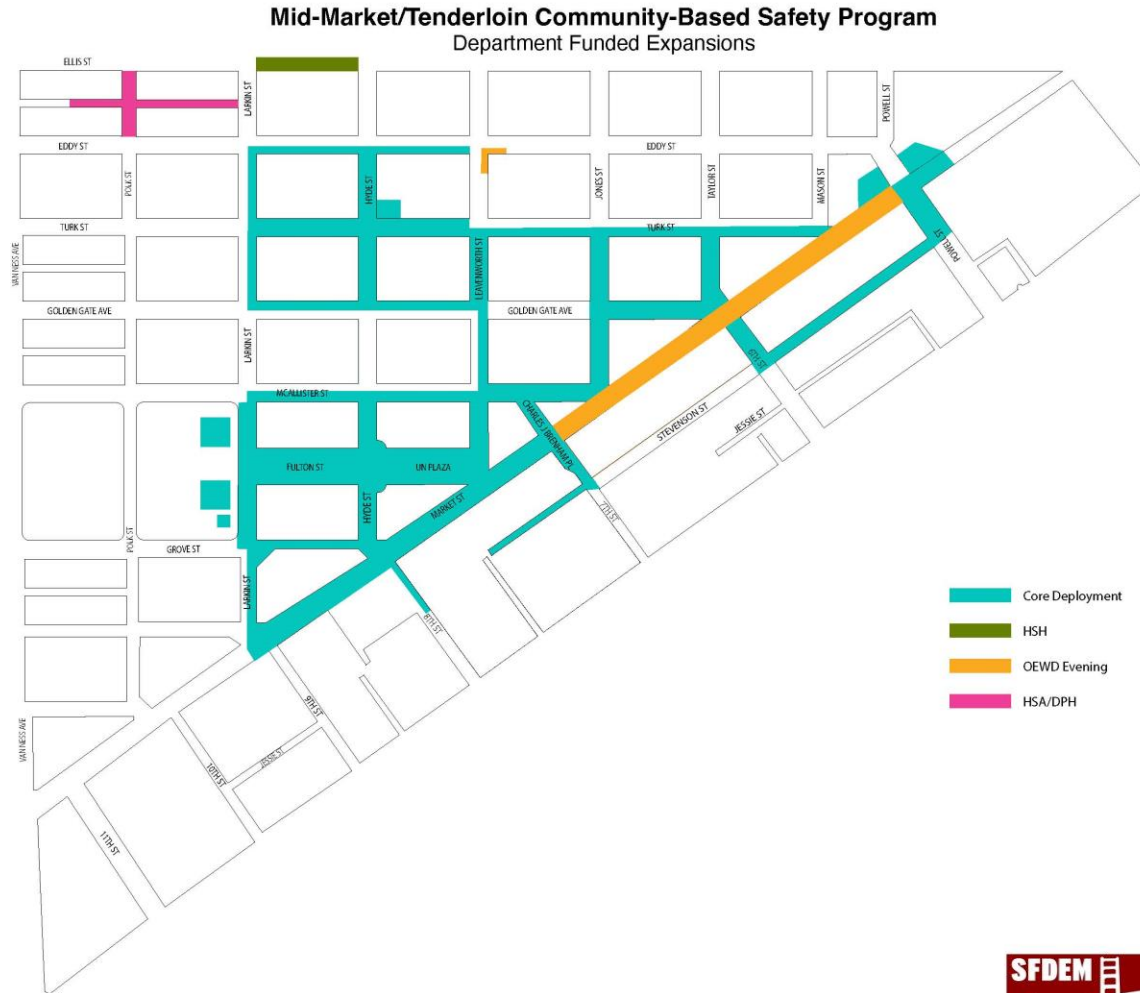 Mid-Market/Tenderloin Community-Based Safety Program
Department Funded Expansions
ELLIS ST
LARKIN ST
POWELL ST
EDDY ST
EDDY ST
POLK ST
HYDE ST
JONES ST
TAYLOR ST
MASON ST
TURK ST
TURK ST
VAN NESS AVE
LEAVENWORTH ST
POWEL ST
GOLDEN GATE AVE
GOLDEN GATE AVE
LARKIN ST
6TH ST
MCALLISTER ST
CHARLES J BRENHAM PL
STEVENSON ST
JESSIE ST
FULTON ST
UN PLAZA
HYDE ST
MARKET ST
7TH ST
POLK ST
GROVE ST
LARKIN ST
8TH ST
Core Deployment
HSH
OEWD Evening
HSA/DPH
VAN NESS AVE
9TH ST
JESSIE ST
10TH ST
11TH ST
SFDEM